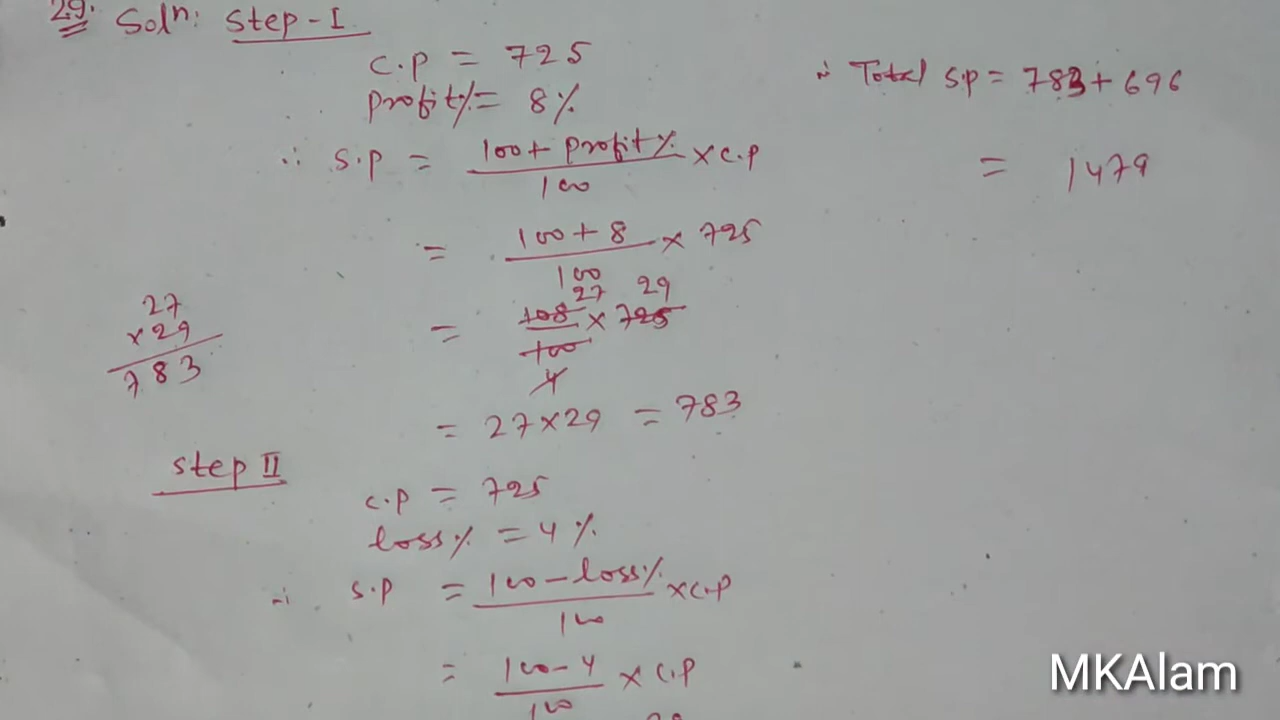 29. Solⁿ: Step-I
C.P = 725
Profit% = 8%
∴ S.P = 100 + Profit% / 100 × C.P
= 100 + 8 / 100 × 725
27 29
= 108 / 100 × 725
4
= 27 × 29 = 783
27
× 29
783
Step II
C.P = 725
Loss% = 4%
∴ S.P = 100 - loss% / 100 × C.P
= 100 - 4 / 100 × C.P
∴ Total S.P = 783 + 696
= 1479
MKAlam